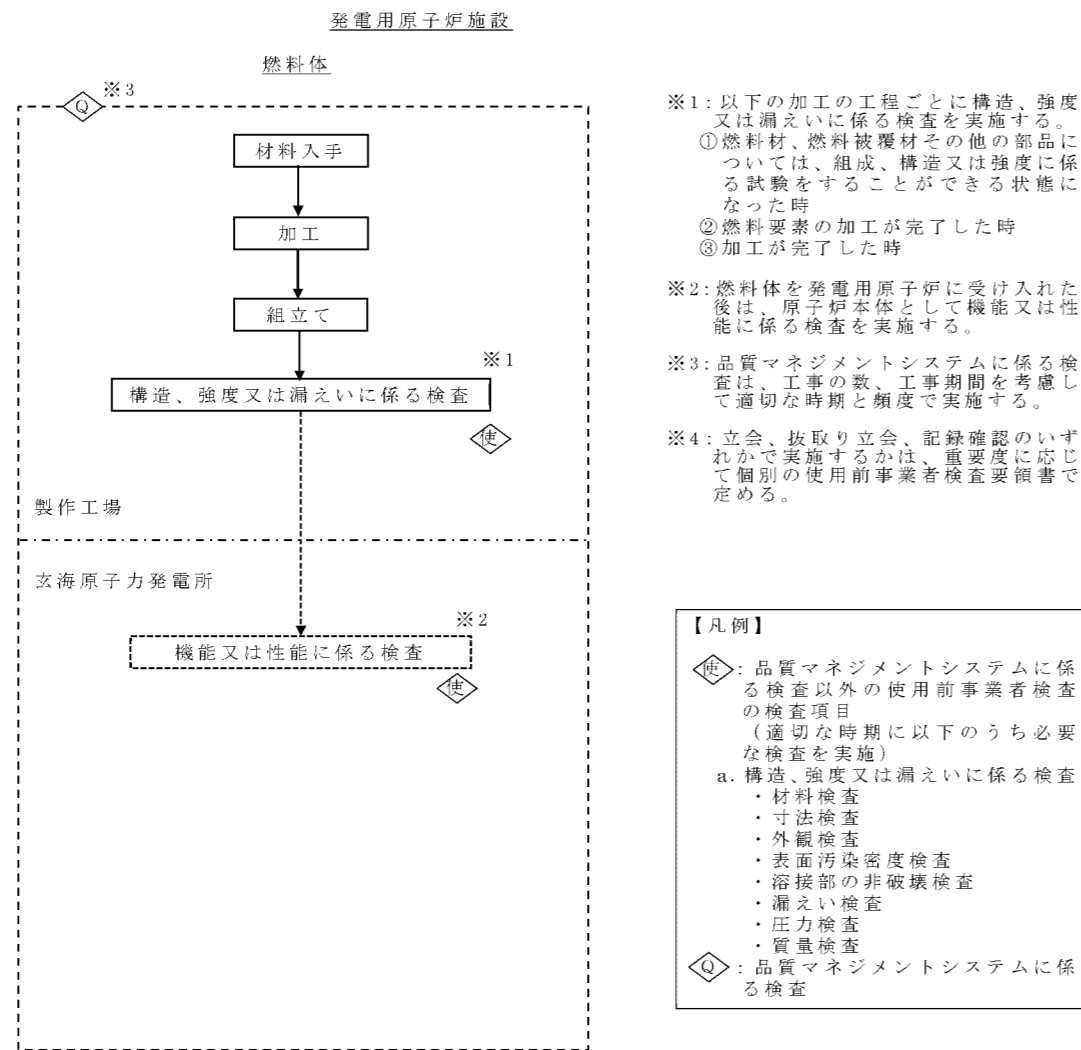 発電用原子炉施設
燃料体
Q
※3
材料入手
加工
組立て
※1
構造、強度又は漏えいに係る検査
使
製作工場
玄海原子力発電所
※2
機能又は性能に係る検査
使
※1：以下の加工の工程ごとに構造、強度
又は漏えいに係る検査を実施する。
①燃料材、燃料被覆材その他の部品に
ついては、組成、構造又は強度に係
る試験をすることができる状態に
なった時
②燃料要素の加工が完了した時
③加工が完了した時
※2：燃料体を発電用原子炉に受け入れた
後は、原子炉本体として機能又は性
能に係る検査を実施する。
※3：品質マネジメントシステムに係る検
査は、工事の数、工事期間を考慮し
て適切な時期と頻度で実施する。
※4：立会、抜取り立会、記録確認のいず
れかで実施するかは、重要度に応じ
て個別の使用前事業者検査要領書で
定める。
【凡例】
使：品質マネジメントシステムに係
る検査以外の使用前事業者検査
の検査項目
（適切な時期に以下のうち必要
な検査を実施）
a.構造、強度又は漏えいに係る検査
・材料検査
・寸法検査
・外観検査
・表面汚染密度検査
・溶接部の非破壊検査
・漏えい検査
・圧力検査
・質量検査
Q：品質マネジメントシステムに係
る検査